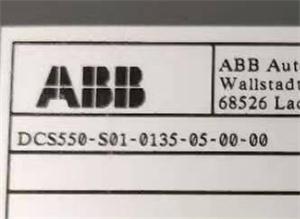 ABB
ABB Aut
Wallstadt
68526 Lad
DCS550-S01-0135-05-00-00